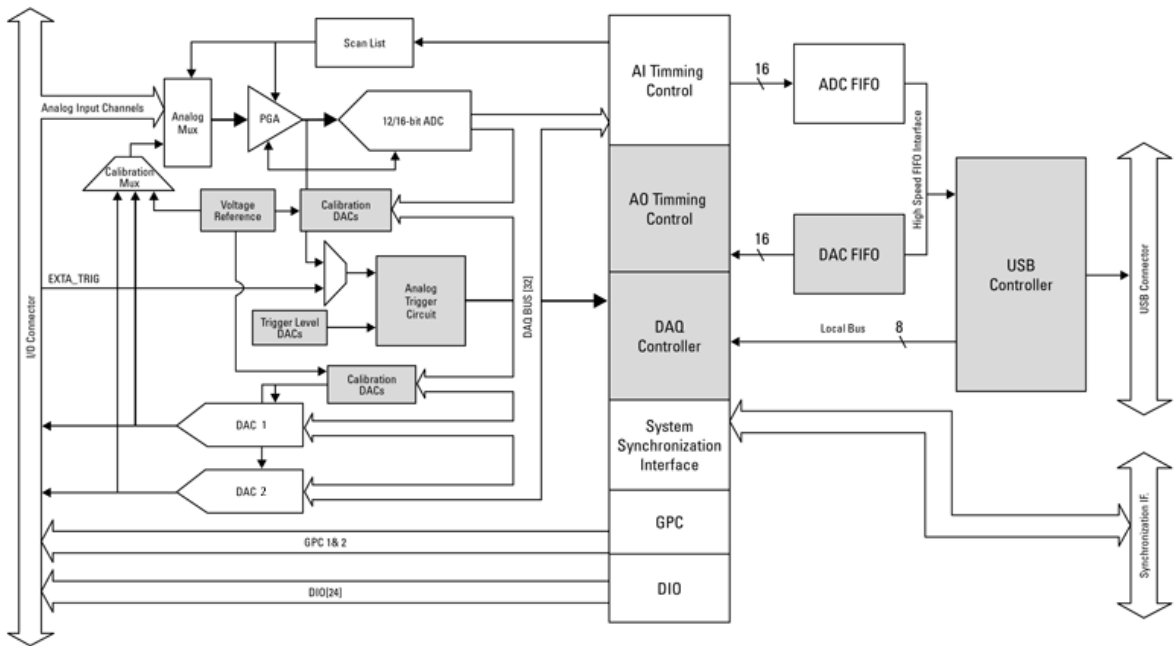 Scan List
AI Timming
Control
16
ADC FIFO
Analog Input Channels
Analog
Mux
PGA
12/16-bit ADC
High Speed FIFO Interface
Calibration
Mux
Voltage
Reference
Calibration
DACs
AO Timming
Control
16
DAC FIFO
USB
Controller
USB Connector
EXTA_TRIG
Analog
Trigger
Circuit
Trigger Level
DACs
DAQ BUS [32]
DAQ
Controller
Local Bus
8
I/O Connector
Calibration
DACs
DAC 1
System
Synchronization
Interface
DAC 2
GPC
GPC 1& 2
Synchronization IF.
DIO
DIO[24]